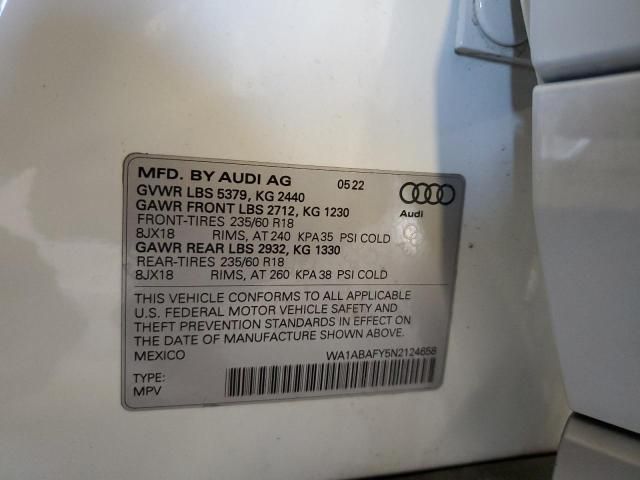 MFD. BY AUDI AG 05 22
GVWR LBS 5379, KG 2440
GAWR FRONT LBS 2712, KG 1230
FRONT-TIRES 235/60 R18
8JX18 RIMS, AT 240 KPA35 PSI COLD
GAWR REAR LBS 2932, KG 1330
REAR-TIRES 235/60 R18
8JX18 RIMS, AT 260 KPA 38 PSI COLD
Audi
THIS VEHICLE CONFORMS TO ALL APPLICABLE
U.S. FEDERAL MOTOR VEHICLE SAFETY AND
THEFT PREVENTION STANDARDS IN EFFECT ON
THE DATE OF MANUFACTURE SHOWN ABOVE.
MEXICO WA1ABAFY5N2124658
TYPE:
MPV